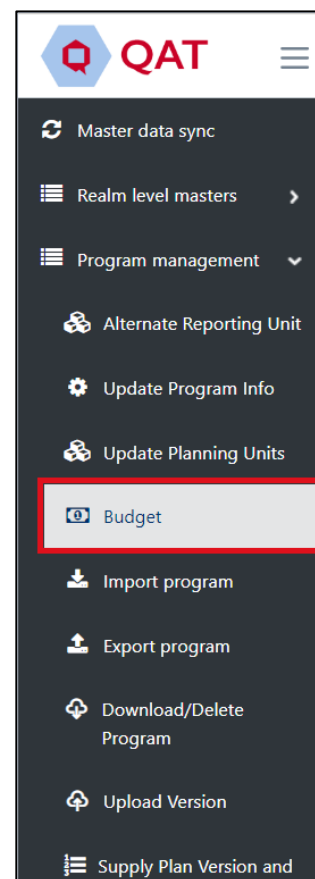 QAT
Master data sync
Realm level masters
Program management
Alternate Reporting Unit
Update Program Info
Update Planning Units
Budget
Import program
Export program
Download/Delete
Program
Upload Version
Supply Plan Version and